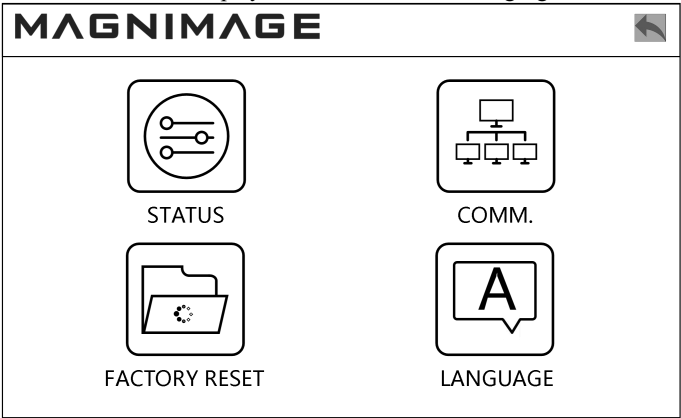 MAGNIMAGE
STATUS
COMM.
A
FACTORY RESET
LANGUAGE